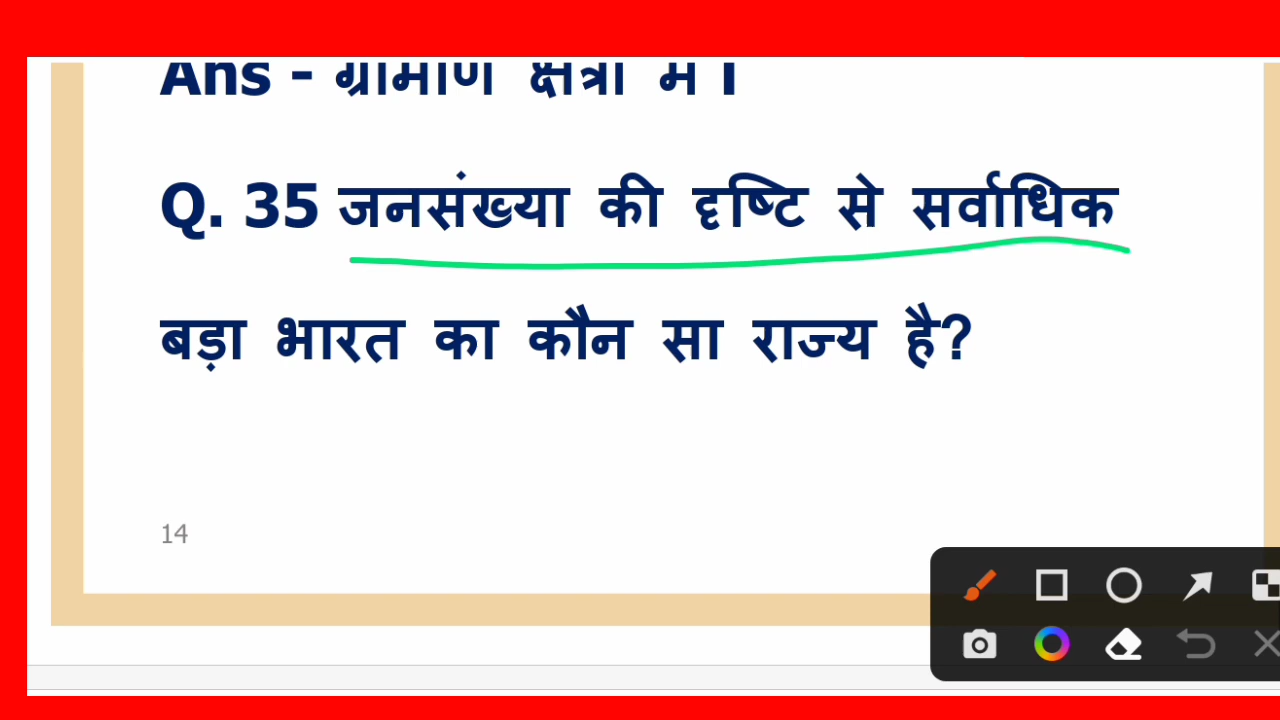 Ans - ग्रामीण क्षेत्रों में I
Q. 35 जनसंख्या की दृष्टि से सर्वाधिक
बड़ा भारत का कौन सा राज्य है?
14